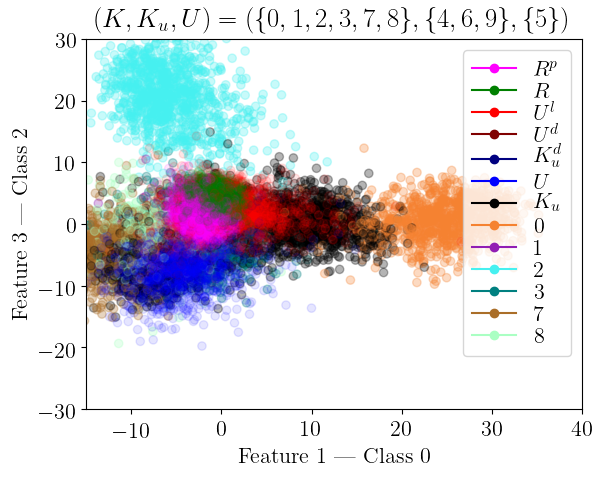 (K, K_u, U) = ({0, 1, 2, 3, 7, 8}, {4, 6, 9}, {5})
30
20
10
0
−10
−20
−30
Feature 3 — Class 2
−10
0
10
20
30
40
Feature 1 — Class 0
R^p
R
U^l
U^d
K_u^d
U
K_u
0
1
2
3
7
8